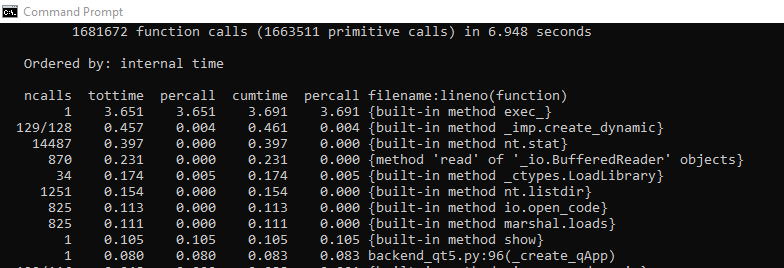 Command Prompt
1681672 function calls (1663511 primitive calls) in 6.948 seconds
Ordered by: internal time
ncalls tottime percall cumtime percall filename:lineno(function)
1 3.651 3.651 3.691 3.691 {built-in method exec_}
129/128 0.457 0.004 0.461 0.004 {built-in method _imp.create_dynamic}
14487 0.397 0.000 0.397 0.000 {built-in method nt.stat}
870 0.231 0.000 0.231 0.000 {method 'read' of '_io.BufferedReader' objects}
34 0.174 0.005 0.174 0.005 {built-in method _ctypes.LoadLibrary}
1251 0.154 0.000 0.154 0.000 {built-in method nt.listdir}
825 0.113 0.000 0.113 0.000 {built-in method io.open_code}
825 0.111 0.000 0.111 0.000 {built-in method marshal.loads}
1 0.105 0.105 0.105 0.105 {built-in method show}
1 0.080 0.080 0.083 0.083 backend_qt5.py:96(_create_qApp)